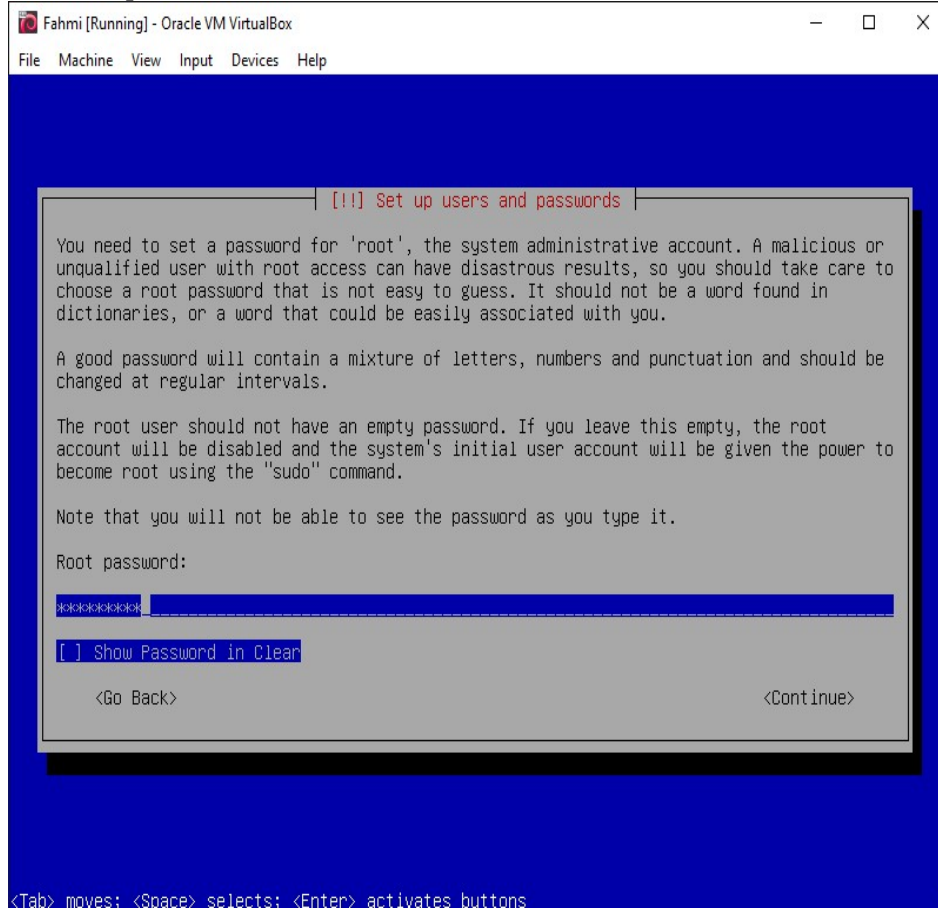 Fahmi [Running] - Oracle VM VirtualBox
File Machine View Input Devices Help
[!!] Set up users and passwords
You need to set a password for 'root', the system administrative account. A malicious or
unqualified user with root access can have disastrous results, so you should take care to
choose a root password that is not easy to guess. It should not be a word found in
dictionaries, or a word that could be easily associated with you.
A good password will contain a mixture of letters, numbers and punctuation and should be
changed at regular intervals.
The root user should not have an empty password. If you leave this empty, the root
account will be disabled and the system's initial user account will be given the power to
become root using the "sudo" command.
Note that you will not be able to see the password as you type it.
Root password:
*********
[ ] Show Password in Clear
<Go Back> <Continue>
<Tab> moves; <Space> selects; <Enter> activates buttons